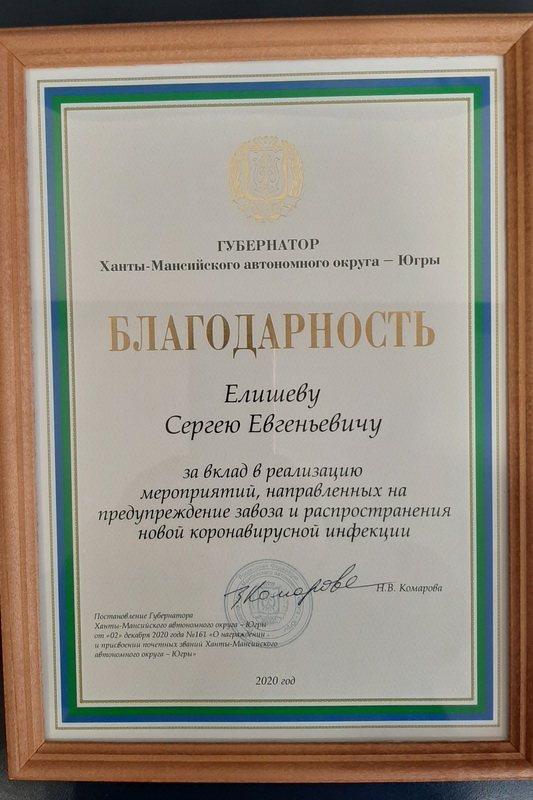 ГУБЕРНАТОР
Ханты-Мансийского автономного округа – Югры
БЛАГОДАРНОСТЬ
Елишеву
Сергею Евгеньевичу
за вклад в реализацию
мероприятий, направленных на
предупреждение завоза и распространения
новой коронавирусной инфекции
Н.В. Комарова
Постановление Губернатора
Ханты-Мансийского автономного округа – Югры
от «02» декабря 2020 года №161 «О награждении
и присвоении почетных званий Ханты-Мансийского
автономного округа – Югры»
2020 год